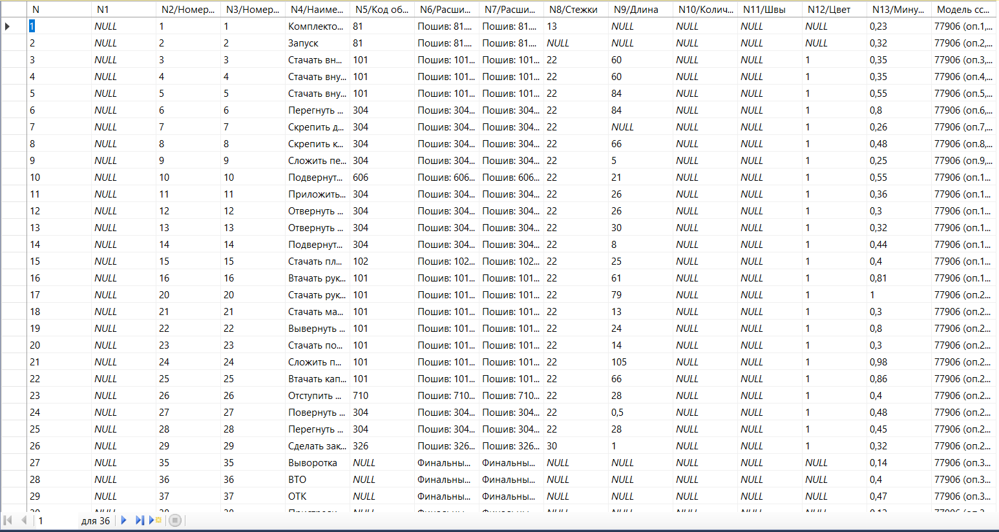 N N1 N2/Номер... N3/Номер... N4/Наиме... N5/Код об... N6/Расши... N7/Расши... N8/Стежки N9/Длина N10/Колич... N11/Швы N12/Цвет N13/Мину... Модель сс...
1 NULL 1 1 Комплекто... 81 Пошив: 81.... Пошив: 81.... 13 NULL NULL NULL NULL 0,23 77906 (оп.1,...
2 NULL 2 2 Запуск 81 Пошив: 81.... Пошив: 81.... NULL NULL NULL NULL NULL 0,32 77906 (оп.2,...
3 NULL 3 3 Стачать вн... 101 Пошив: 101... Пошив: 101... 22 60 NULL NULL 1 0,35 77906 (оп.3,...
4 NULL 4 4 Стачать вну... 101 Пошив: 101... Пошив: 101... 22 60 NULL NULL 1 0,35 77906 (оп.4,...
5 NULL 5 5 Стачать вну... 101 Пошив: 101... Пошив: 101... 22 84 NULL NULL 1 0,55 77906 (оп.5,...
6 NULL 6 6 Перегнуть ... 304 Пошив: 304... Пошив: 304... 22 84 NULL NULL 1 0,8 77906 (оп.6,...
7 NULL 7 7 Скрепить д... 304 Пошив: 304... Пошив: 304... 22 NULL NULL NULL 1 0,26 77906 (оп.7,...
8 NULL 8 8 Скрепить к... 304 Пошив: 304... Пошив: 304... 22 66 NULL NULL 1 0,48 77906 (оп.8,...
9 NULL 9 9 Сложить пе... 304 Пошив: 304... Пошив: 304... 22 5 NULL NULL 1 0,25 77906 (оп.9,...
10 NULL 10 10 Подвернут... 606 Пошив: 606... Пошив: 606... 22 21 NULL NULL 1 0,55 77906 (оп.1...
11 NULL 11 11 Приложить... 304 Пошив: 304... Пошив: 304... 22 26 NULL NULL 1 0,36 77906 (оп.1...
12 NULL 12 12 Отвернуть ... 304 Пошив: 304... Пошив: 304... 22 26 NULL NULL 1 0,3 77906 (оп.1...
13 NULL 13 13 Отвернуть ... 304 Пошив: 304... Пошив: 304... 22 30 NULL NULL 1 0,32 77906 (оп.1...
14 NULL 14 14 Подвернут... 304 Пошив: 304... Пошив: 304... 22 8 NULL NULL 1 0,44 77906 (оп.1...
15 NULL 15 15 Стачать пл... 102 Пошив: 102... Пошив: 102... 22 25 NULL NULL 1 0,4 77906 (оп.1...
16 NULL 16 16 Втачать рук... 101 Пошив: 101... Пошив: 101... 22 61 NULL NULL 1 0,81 77906 (оп.1...
17 NULL 20 20 Стачать рук... 101 Пошив: 101... Пошив: 101... 22 79 NULL NULL 1 1 77906 (оп.2...
18 NULL 21 21 Стачать ма... 101 Пошив: 101... Пошив: 101... 22 13 NULL NULL 1 0,3 77906 (оп.2...
19 NULL 22 22 Вывернуть ... 101 Пошив: 101... Пошив: 101... 22 24 NULL NULL 1 0,8 77906 (оп.2...
20 NULL 23 23 Стачать по... 101 Пошив: 101... Пошив: 101... 22 14 NULL NULL 1 0,3 77906 (оп.2...
21 NULL 24 24 Сложить п... 101 Пошив: 101... Пошив: 101... 22 105 NULL NULL 1 0,98 77906 (оп.2...
22 NULL 25 25 Втачать кап... 101 Пошив: 101... Пошив: 101... 22 66 NULL NULL 1 0,86 77906 (оп.2...
23 NULL 26 26 Отступить ... 710 Пошив: 710... Пошив: 710... 22 28 NULL NULL 1 0,4 77906 (оп.2...
24 NULL 27 27 Повернуть ... 304 Пошив: 304... Пошив: 304... 22 0,5 NULL NULL 1 0,48 77906 (оп.2...
25 NULL 28 28 Перегнуть ... 304 Пошив: 304... Пошив: 304... 22 28 NULL NULL 1 0,45 77906 (оп.2...
26 NULL 29 29 Сделать зак... 326 Пошив: 326... Пошив: 326... 30 1 NULL NULL 1 0,32 77906 (оп.2...
27 NULL 35 35 Выворотка NULL Финальны... Финальны... NULL NULL NULL NULL NULL 0,14 77906 (оп.3...
28 NULL 36 36 ВТО NULL Финальны... Финальны... NULL NULL NULL NULL NULL 0,4 77906 (оп.3...
29 NULL 37 37 ОТК NULL Финальны... Финальны... NULL NULL NULL NULL NULL 0,47 77906 (оп.3...
1 для 36